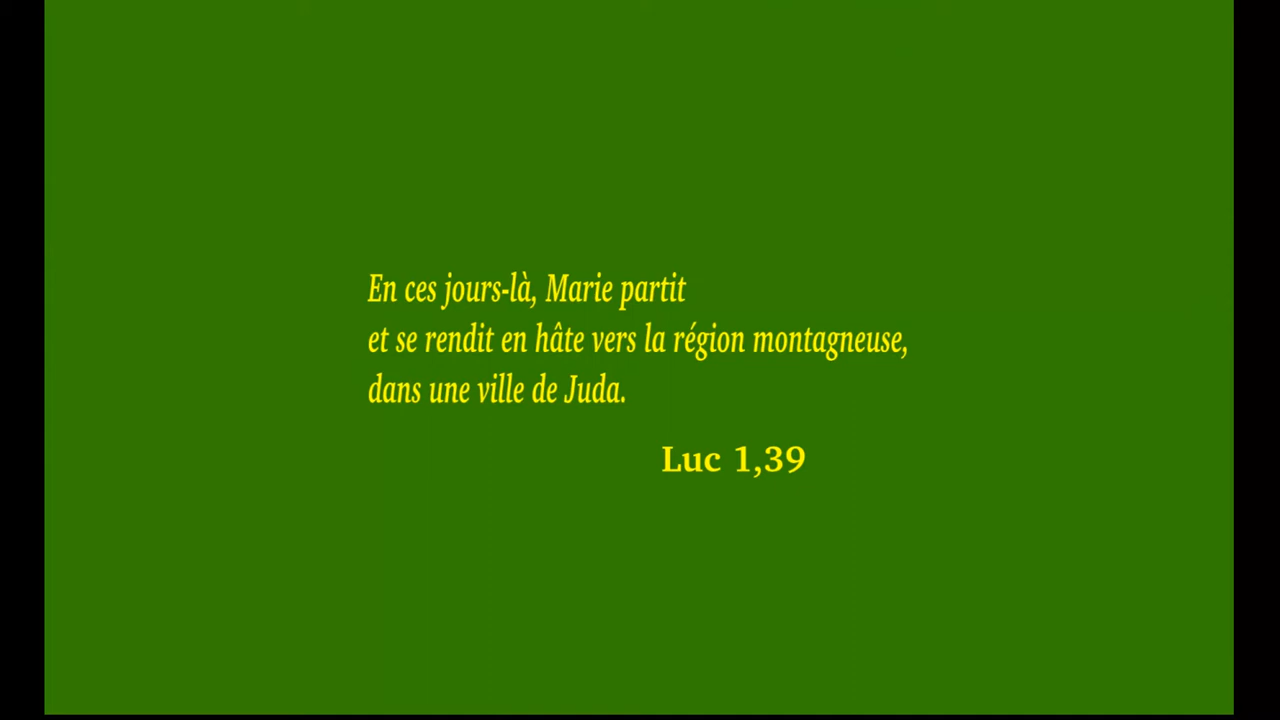 En ces jours-là, Marie partit
et se rendit en hâte vers la région montagneuse,
dans une ville de Juda.
Luc 1,39